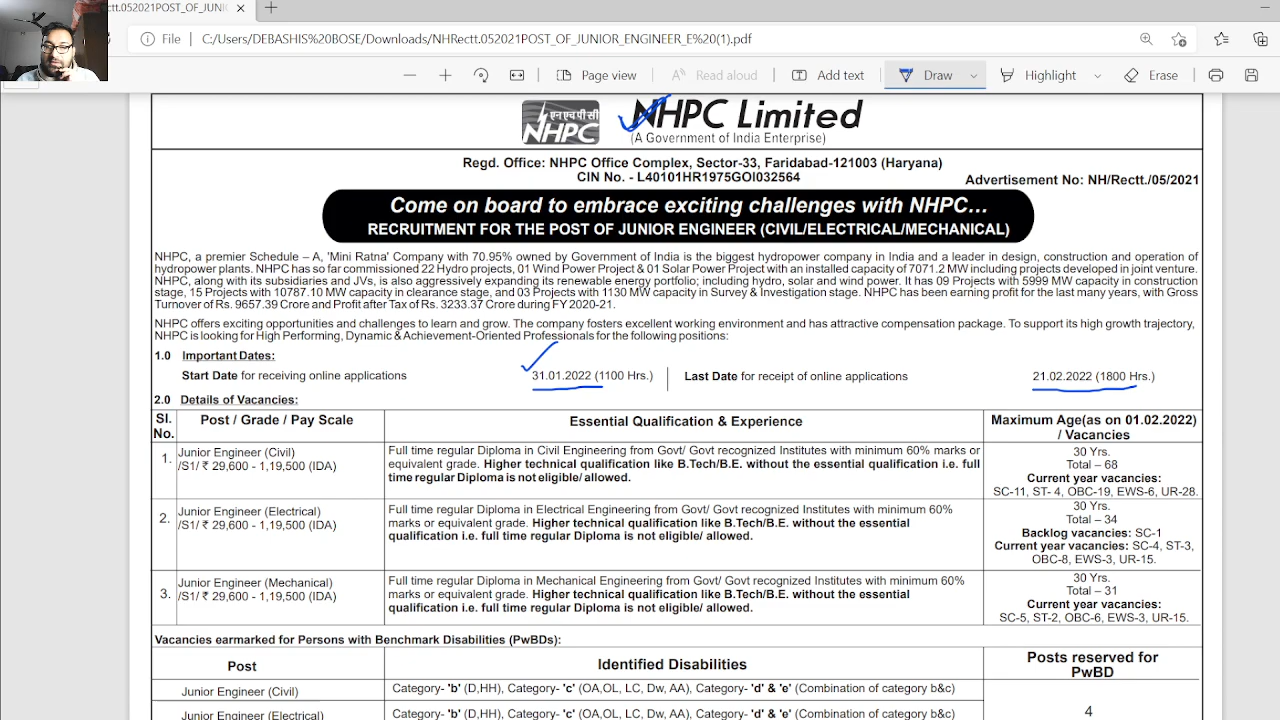 .052021POST_OF_JUNI
File
C:/Users/DEBASHIS%20BOSE/Downloads/NHRectt.052021POST_OF_JUNIOR_ENGINEER_E%20(1).pdf
Page view
Read aloud
Add text
Draw
Highlight
Erase
एन एच पी सी
NHPC
NHPC Limited
(A Government of India Enterprise)
Regd. Office: NHPC Office Complex, Sector-33, Faridabad-121003 (Haryana)
CIN No. - L40101HR1975GOI032564
Advertisement No: NH/Rectt./05/2021
Come on board to embrace exciting challenges with NHPC...
RECRUITMENT FOR THE POST OF JUNIOR ENGINEER (CIVIL/ELECTRICAL/MECHANICAL)
NHPC, a premier Schedule – A, 'Mini Ratna' Company with 70.95% owned by Government of India is the biggest hydropower company in India and a leader in design, construction and operation of
hydropower plants. NHPC has so far commissioned 22 Hydro projects, 01 Wind Power Project & 01 Solar Power Project with an installed capacity of 7071.2 MW including projects developed in joint venture.
NHPC, along with its subsidiaries and JVs, is also aggressively expanding its renewable energy portfolio; including hydro, solar and wind power. It has 09 Projects with 5999 MW capacity in construction
stage, 15 Projects with 10787.10 MW capacity in clearance stage, and 03 Projects with 1130 MW capacity in Survey & Investigation stage. NHPC has been earning profit for the last many years, with Gross
Turnover of Rs. 9657.39 Crore and Profit after Tax of Rs. 3233.37 Crore during FY 2020-21.
NHPC offers exciting opportunities and challenges to learn and grow. The company fosters excellent working environment and has attractive compensation package. To support its high growth trajectory,
NHPC is looking for High Performing, Dynamic & Achievement-Oriented Professionals for the following positions:
1.0 Important Dates:
Start Date for receiving online applications 31.01.2022 (1100 Hrs.) Last Date for receipt of online applications 21.02.2022 (1800 Hrs.)
2.0 Details of Vacancies:
Sl. No. Post / Grade / Pay Scale Essential Qualification & Experience Maximum Age(as on 01.02.2022) / Vacancies
1. Junior Engineer (Civil)
/S1/ ₹ 29,600 - 1,19,500 (IDA)
Full time regular Diploma in Civil Engineering from Govt/ Govt recognized Institutes with minimum 60% marks or
equivalent grade. Higher technical qualification like B.Tech/B.E. without the essential qualification i.e. full
time regular Diploma is not eligible/ allowed.
30 Yrs.
Total – 68
Current year vacancies:
SC-11, ST- 4, OBC-19, EWS-6, UR-28.
2. Junior Engineer (Electrical)
/S1/ ₹ 29,600 - 1,19,500 (IDA)
Full time regular Diploma in Electrical Engineering from Govt/ Govt recognized Institutes with minimum 60%
marks or equivalent grade. Higher technical qualification like B.Tech/B.E. without the essential
qualification i.e. full time regular Diploma is not eligible/ allowed.
30 Yrs.
Total – 34
Backlog vacancies: SC-1
Current year vacancies: SC-4, ST-3,
OBC-8, EWS-3, UR-15.
3. Junior Engineer (Mechanical)
/S1/ ₹ 29,600 - 1,19,500 (IDA)
Full time regular Diploma in Mechanical Engineering from Govt/ Govt recognized Institutes with minimum 60%
marks or equivalent grade. Higher technical qualification like B.Tech/B.E. without the essential
qualification i.e. full time regular Diploma is not eligible/ allowed.
30 Yrs.
Total – 31
Current year vacancies:
SC-5, ST-2, OBC-6, EWS-3, UR-15.
Vacancies earmarked for Persons with Benchmark Disabilities (PwBDs):
Post Identified Disabilities Posts reserved for
PwBD
Junior Engineer (Civil) Category- 'b' (D,HH), Category- 'c' (OA,OL, LC, Dw, AA), Category- 'd' & 'e' (Combination of category b&c)
4
Junior Engineer (Electrical) Category- 'b' (D,HH), Category- 'c' (OA,OL, LC, Dw, AA), Category- 'd' & 'e' (Combination of category b&c)